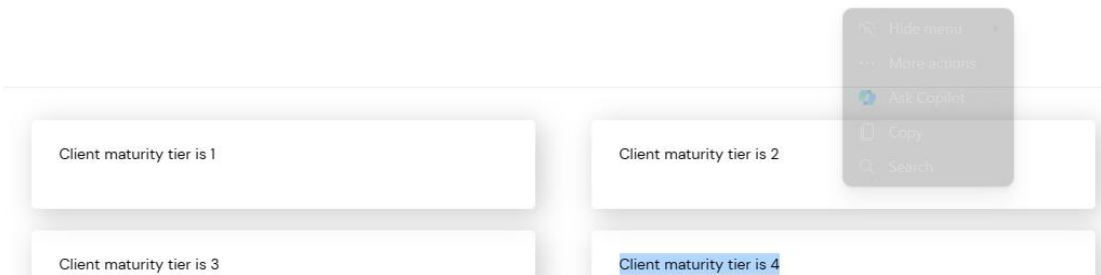 Hide menu
More actions
Ask Copilot
Copy
Search
Client maturity tier is 1
Client maturity tier is 2
Client maturity tier is 3
Client maturity tier is 4